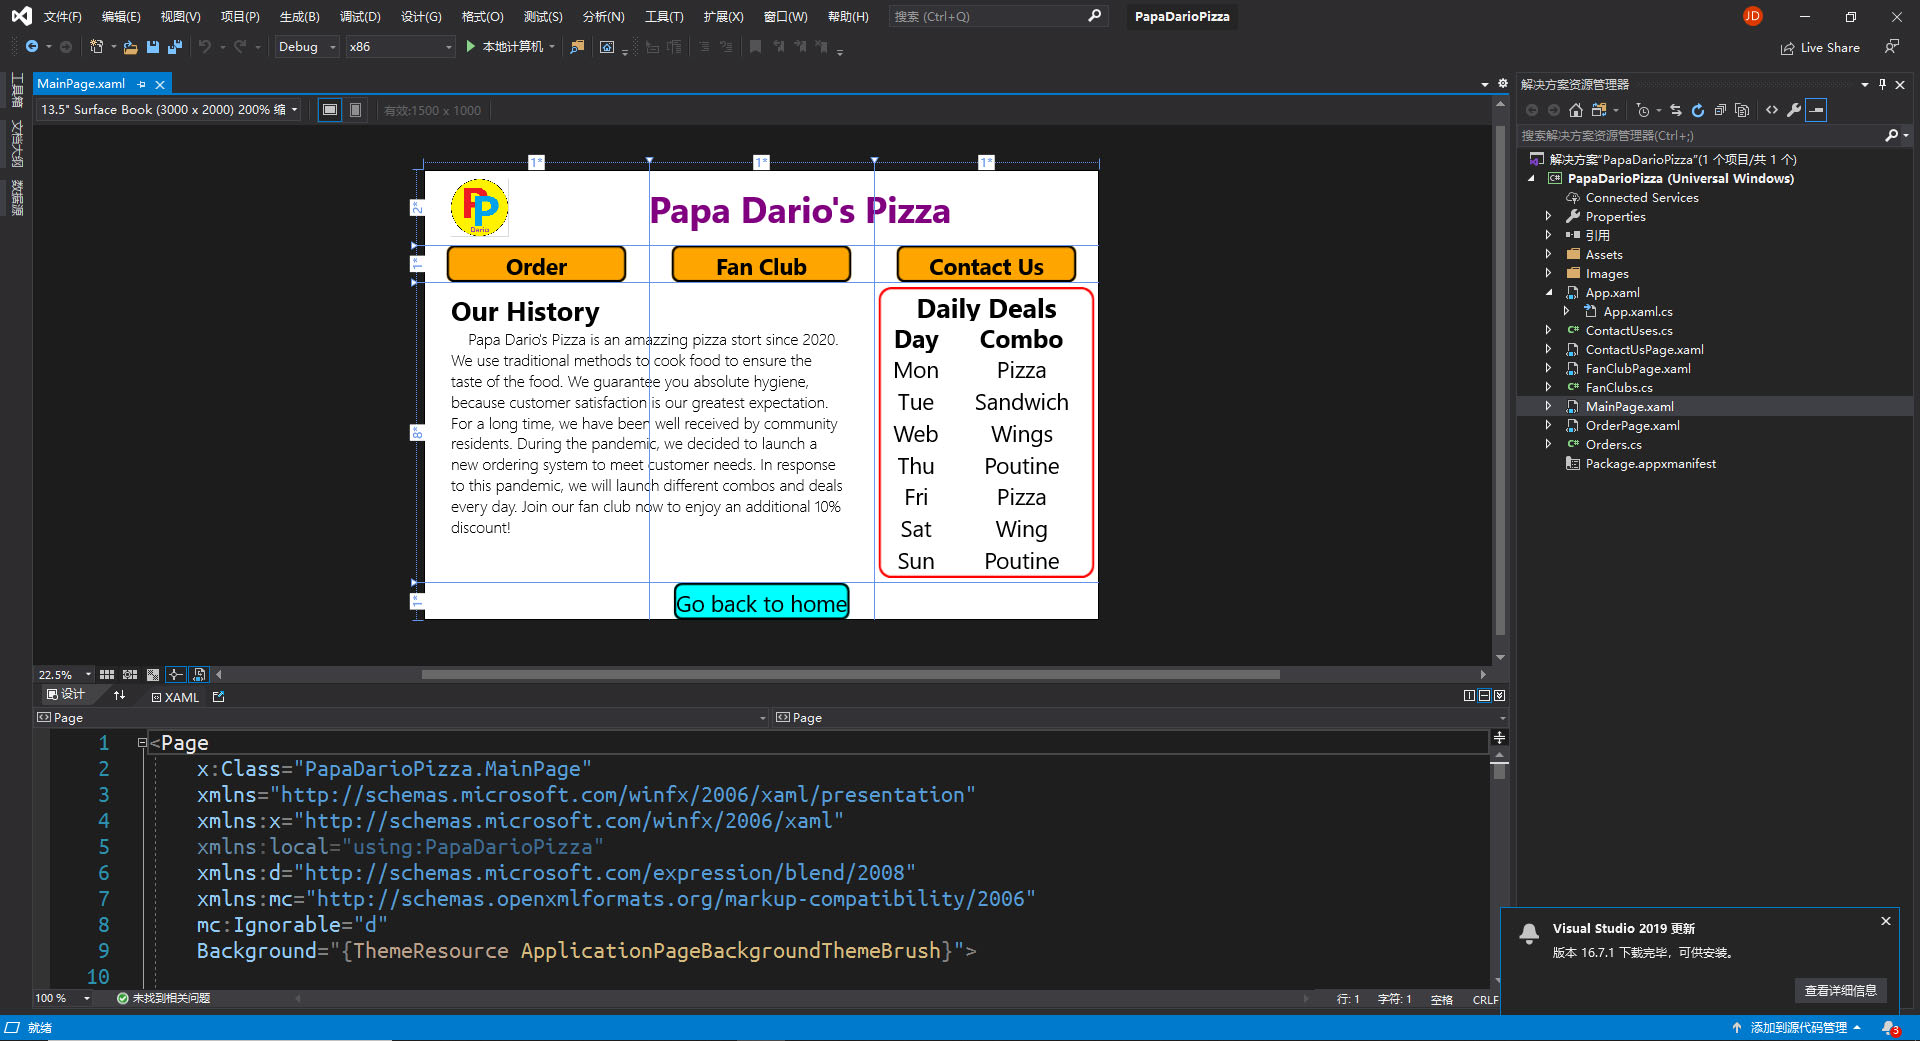 文件(F) 编辑(E) 视图(V) 项目(P) 生成(B) 调试(D) 设计(G) 格式(O) 测试(S) 分析(N) 工具(T) 扩展(X) 窗口(W) 帮助(H) 搜索 (Ctrl+Q) PapaDarioPizza JD
Debug x86 本地计算机 Live Share
工具箱
文档大纲
数据源
MainPage.xaml
13.5" Surface Book (3000 x 2000) 200% 缩 有效:1500 x 1000
1* 1* 1*
2*
1*
8*
1*
PP
Dario
Papa Dario's Pizza
Order Fan Club Contact Us
Our History
Papa Dario's Pizza is an amazzing pizza start since 2020.
We use traditional methods to cook food to ensure the
taste of the food. We guarantee you absolute hygiene,
because customer satisfaction is our greatest expectation.
For a long time, we have been well received by community
residents. During the pandemic, we decided to launch a
new ordering system to meet customer needs. In response
to this pandemic, we will launch different combos and deals
every day. Join our fan club now to enjoy an additional 10%
discount!
Daily Deals
Day Combo
Mon Pizza
Tue Sandwich
Web Wings
Thu Poutine
Fri Pizza
Sat Wing
Sun Poutine
Go back to home
22.5%
设计 XAML
Page Page
1 <Page
2 x:Class="PapaDarioPizza.MainPage"
3 xmlns="http://schemas.microsoft.com/winfx/2006/xaml/presentation"
4 xmlns:x="http://schemas.microsoft.com/winfx/2006/xaml"
5 xmlns:local="using:PapaDarioPizza"
6 xmlns:d="http://schemas.microsoft.com/expression/blend/2008"
7 xmlns:mc="http://schemas.openxmlformats.org/markup-compatibility/2006"
8 mc:Ignorable="d"
9 Background="{ThemeResource ApplicationPageBackgroundThemeBrush}">
10
100 % 未找到相关问题 行: 1 字符: 1 空格 CRLF
解决方案资源管理器
搜索解决方案资源管理器(Ctrl+;)
解决方案"PapaDarioPizza"(1 个项目/共 1 个)
PapaDarioPizza (Universal Windows)
Connected Services
Properties
引用
Assets
Images
App.xaml
App.xaml.cs
ContactUses.cs
ContactUsPage.xaml
FanClubPage.xaml
FanClubs.cs
MainPage.xaml
OrderPage.xaml
Orders.cs
Package.appxmanifest
Visual Studio 2019 更新
版本 16.7.1 下载完毕，可供安装。
查看详细信息
就绪 添加到源代码管理 3